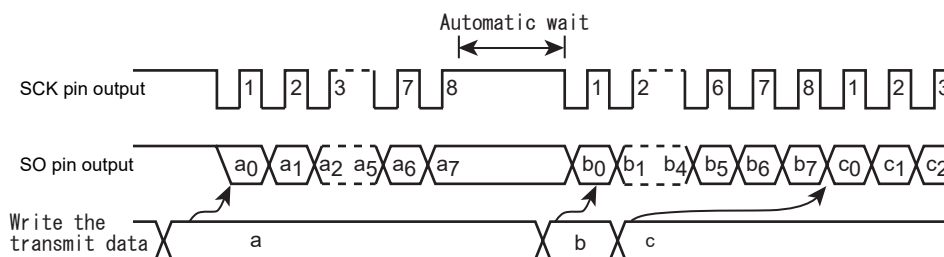 Automatic wait
SCK pin output 1 2 3 7 8 1 2 6 7 8 1 2 3
SO pin output a0 a1 a2 a5 a6 a7 b0 b1 b4 b5 b6 b7 c0 c1 c2
Write the
transmit data a b c